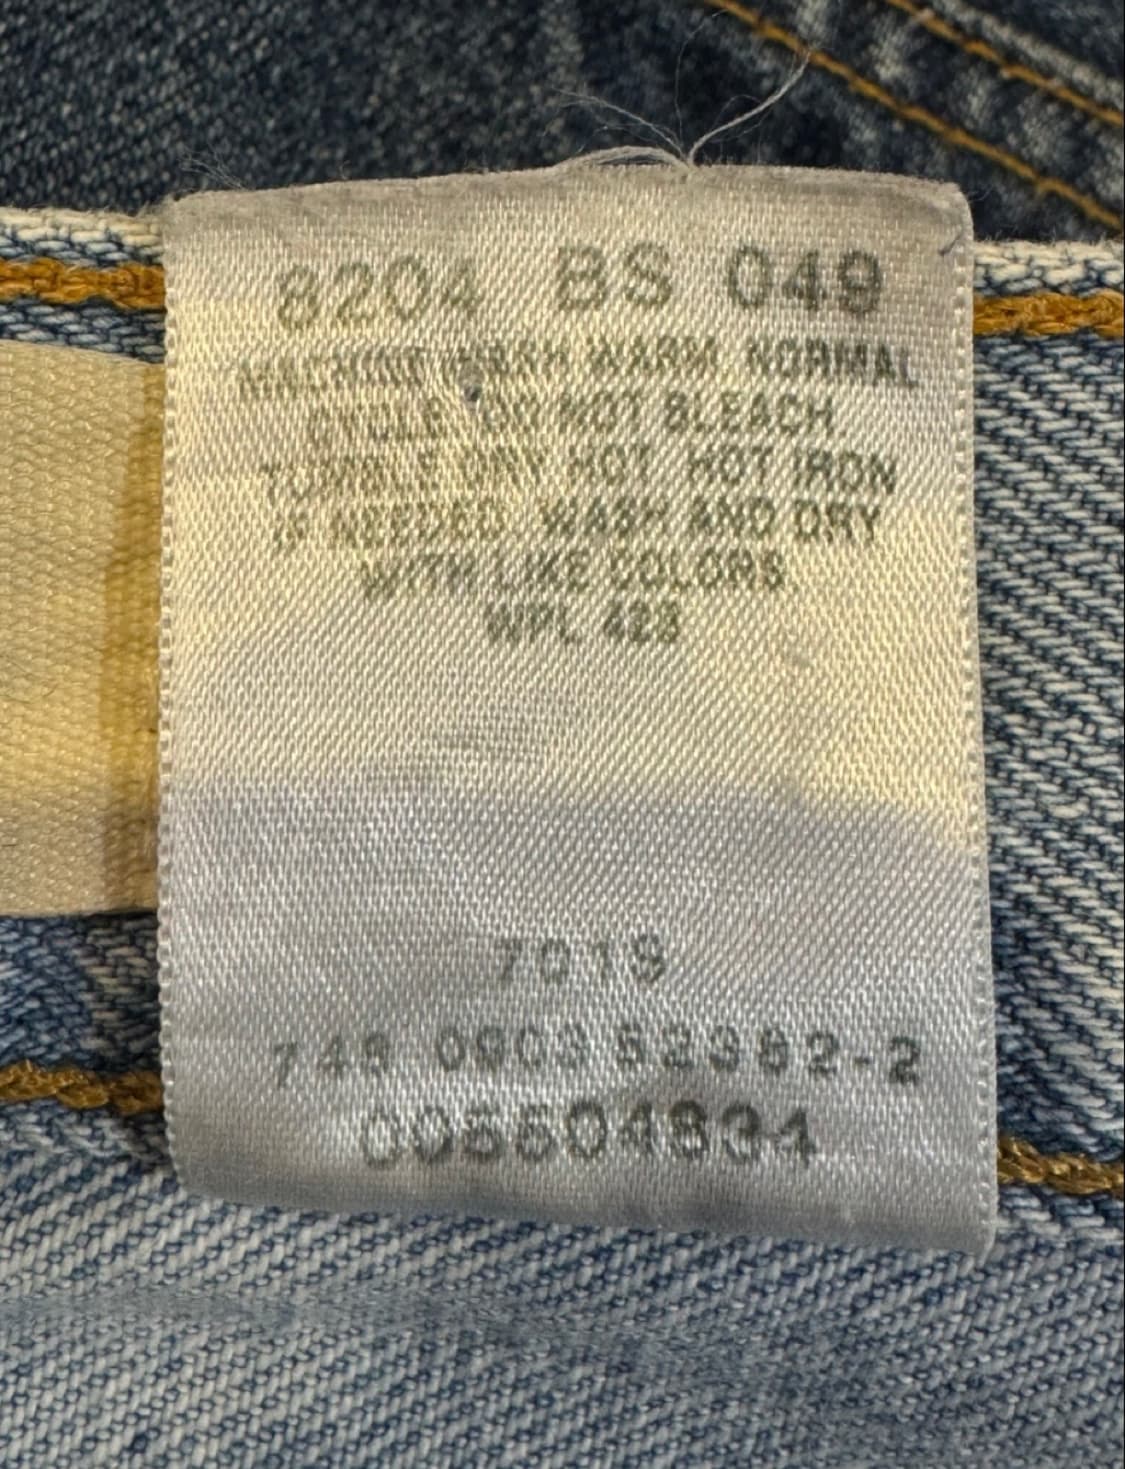 8204 BS 049
MACHINE WASH WARM NORMAL
CYCLE DO NOT BLEACH
TUMBLE DRY HOT HOT IRON
IF NEEDED WASH AND DRY
WITH LIKE COLORS
WPL 423
7019
005504834